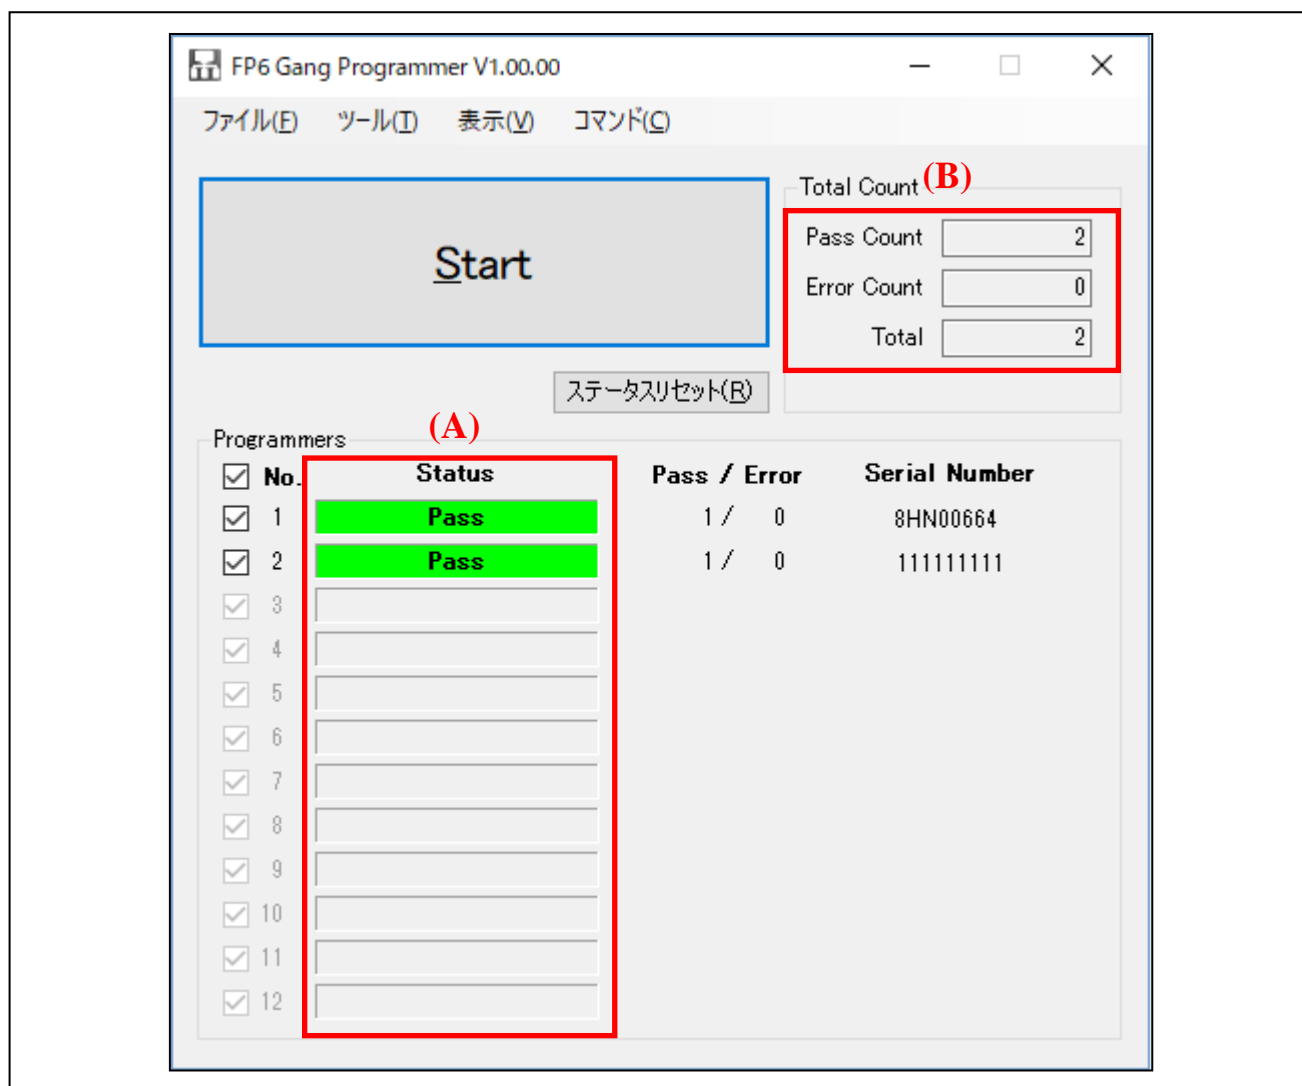 FP6 Gang Programmer V1.00.00
ファイル(F) ツール(T) 表示(V) コマンド(C)
Start
Total Count (B)
Pass Count 2
Error Count 0
Total 2
ステータスリセット(R)
(A)
Programmers
No. Status Pass / Error Serial Number
1 Pass 1 / 0 8HN00664
2 Pass 1 / 0 111111111
3
4
5
6
7
8
9
10
11
12